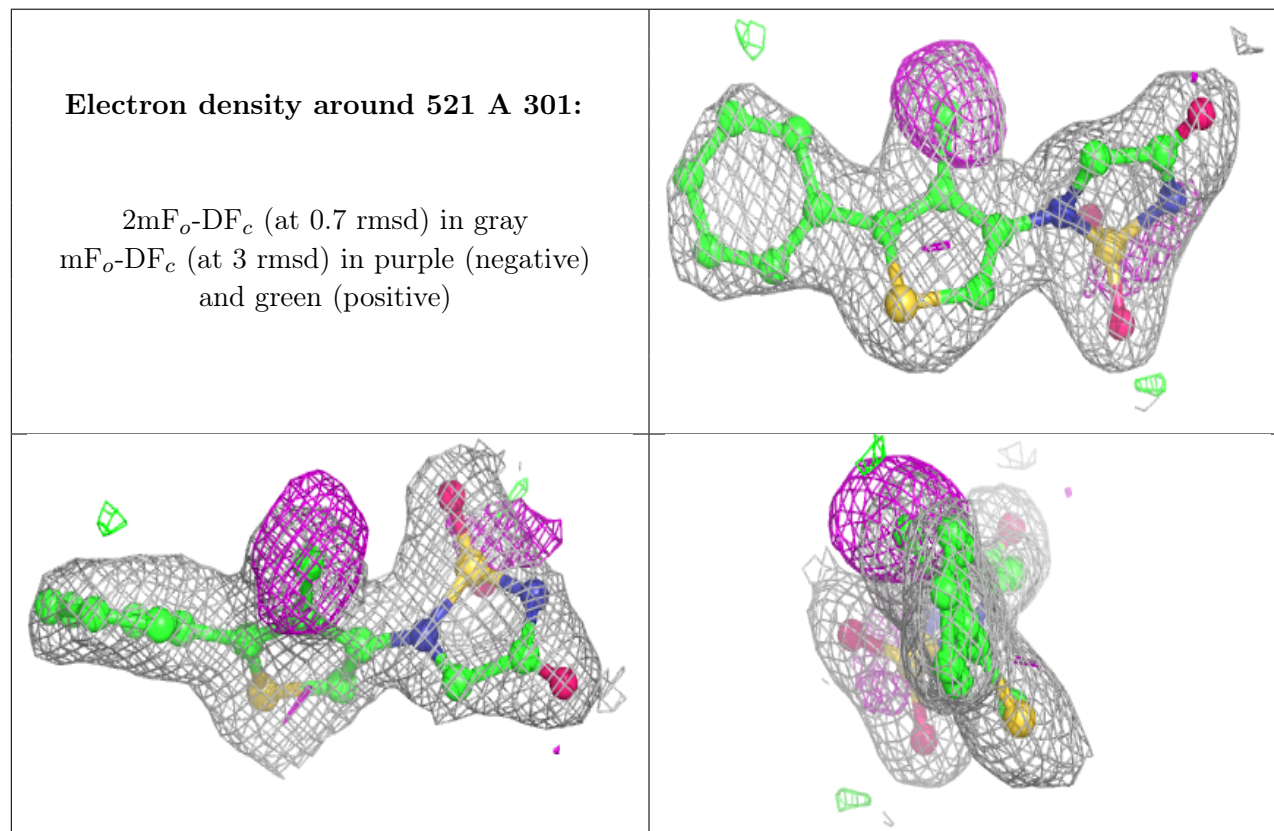 Electron density around 521 A 301:
2mFo-DFc (at 0.7 rmsd) in gray
mFo-DFc (at 3 rmsd) in purple (negative)
and green (positive)